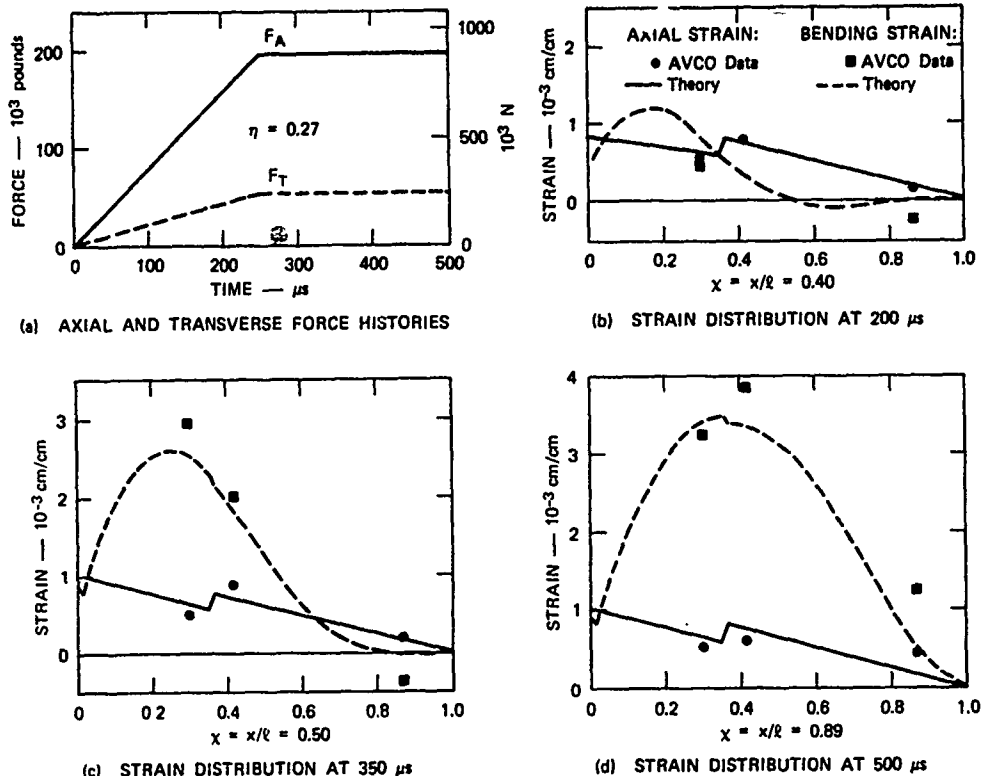 200
100
0
FORCE — 10³ pounds
F_A
η = 0.27
F_T
1000
500
0
10³ N
0 100 200 300 400 500
TIME — μs
(a) AXIAL AND TRANSVERSE FORCE HISTORIES
2
1
0
STRAIN — 10⁻³ cm/cm
AXIAL STRAIN: BENDING STRAIN:
● AVCO Data ■ AVCO Data
Theory Theory
0 0.2 0.4 0.6 0.8 1.0
χ = x/ℓ = 0.40
(b) STRAIN DISTRIBUTION AT 200 μs
3
2
1
0
STRAIN — 10⁻³ cm/cm
0 0 2 0.4 0.6 0.8 1.0
χ = x/ℓ = 0.50
(c) STRAIN DISTRIBUTION AT 350 μs
4
3
2
1
0
STRAIN — 10⁻³ cm/cm
0 0.2 0.4 0.6 0.8 1.0
χ = x/ℓ = 0.89
(d) STRAIN DISTRIBUTION AT 500 μs